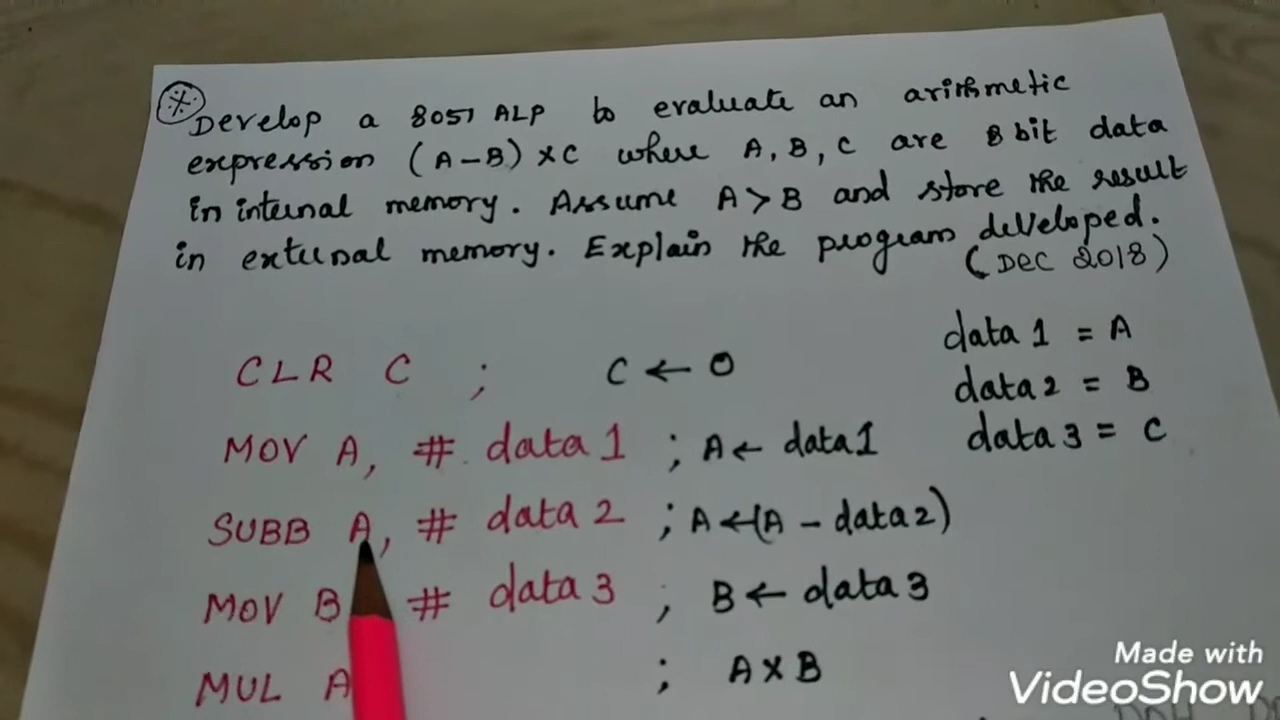 * Develop a 8051 ALP to evaluate an arithmetic
expression (A-B) × C where A, B, C are 8 bit data
in internal memory. Assume A > B and store the result
in external memory. Explain the program developed.
(DEC 2018)
data 1 = A
data 2 = B
data 3 = C
CLR C ; C ← 0
MOV A, # data 1 ; A ← data 1
SUBB A, # data 2 ; A ← (A - data 2)
MOV B # data 3 ; B ← data 3
MUL A ; A × B
Made with
VideoShow